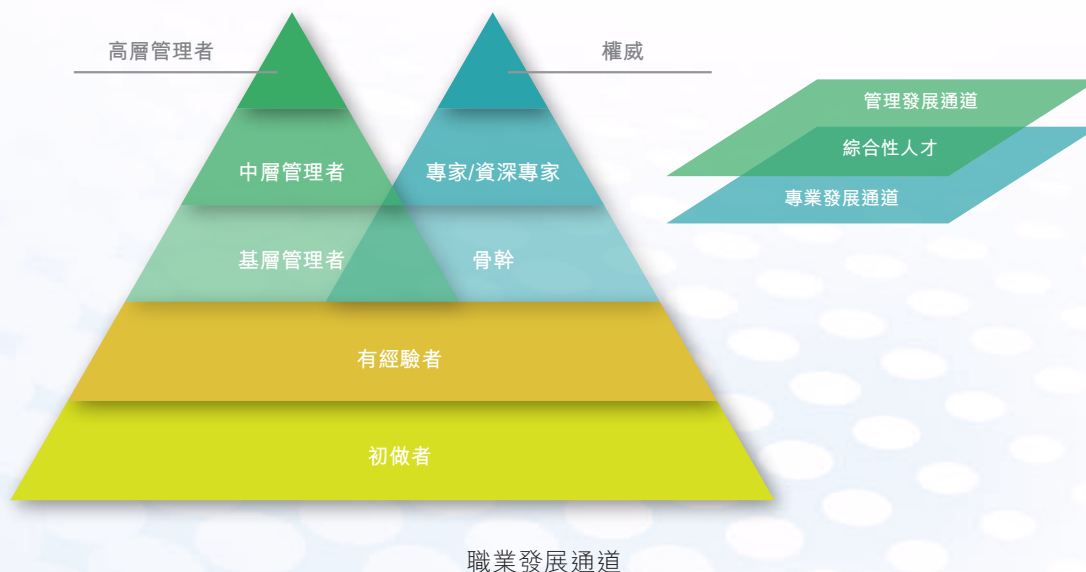 高層管理者
權威
管理發展通道
綜合性人才
專業發展通道
中層管理者
專家/資深專家
基層管理者
骨幹
有經驗者
初做者
職業發展通道